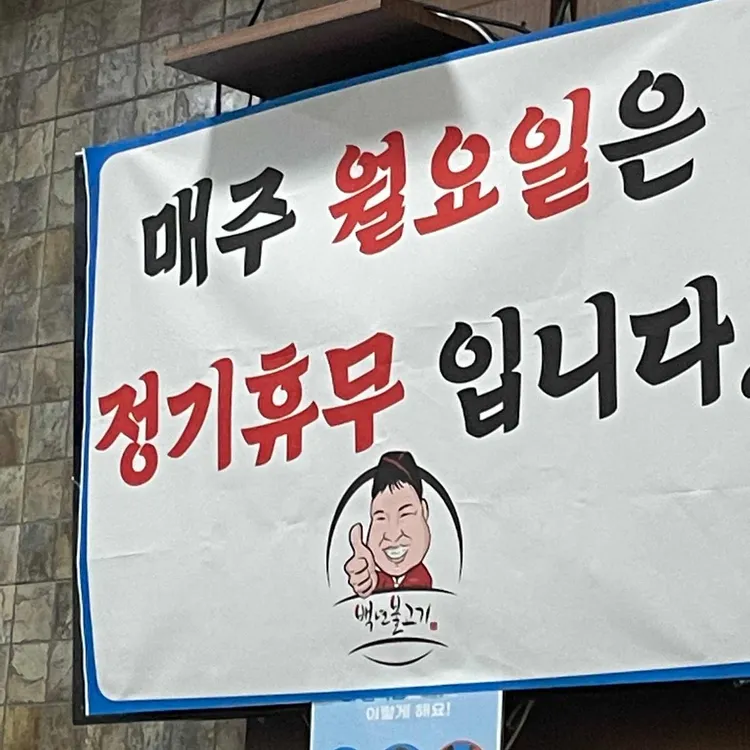 매주 월요일은
정기휴무 입니다.
백년불고기
이렇게 해요!